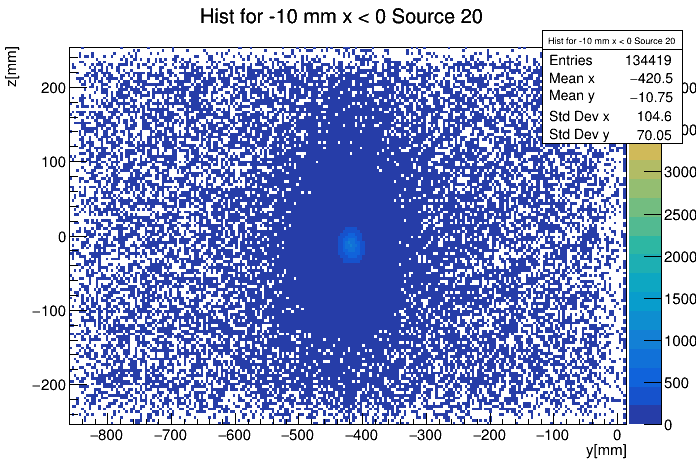 Hist for -10 mm x < 0 Source 20
Hist for -10 mm x < 0 Source 20
Entries 134419
Mean x −420.5
Mean y −10.75
Std Dev x 104.6
Std Dev y 70.05
z[mm]
200
100
0
−100
−200
−800 −700 −600 −500 −400 −300 −200 −100 0
y[mm]
3000
2500
2000
1500
1000
500
0